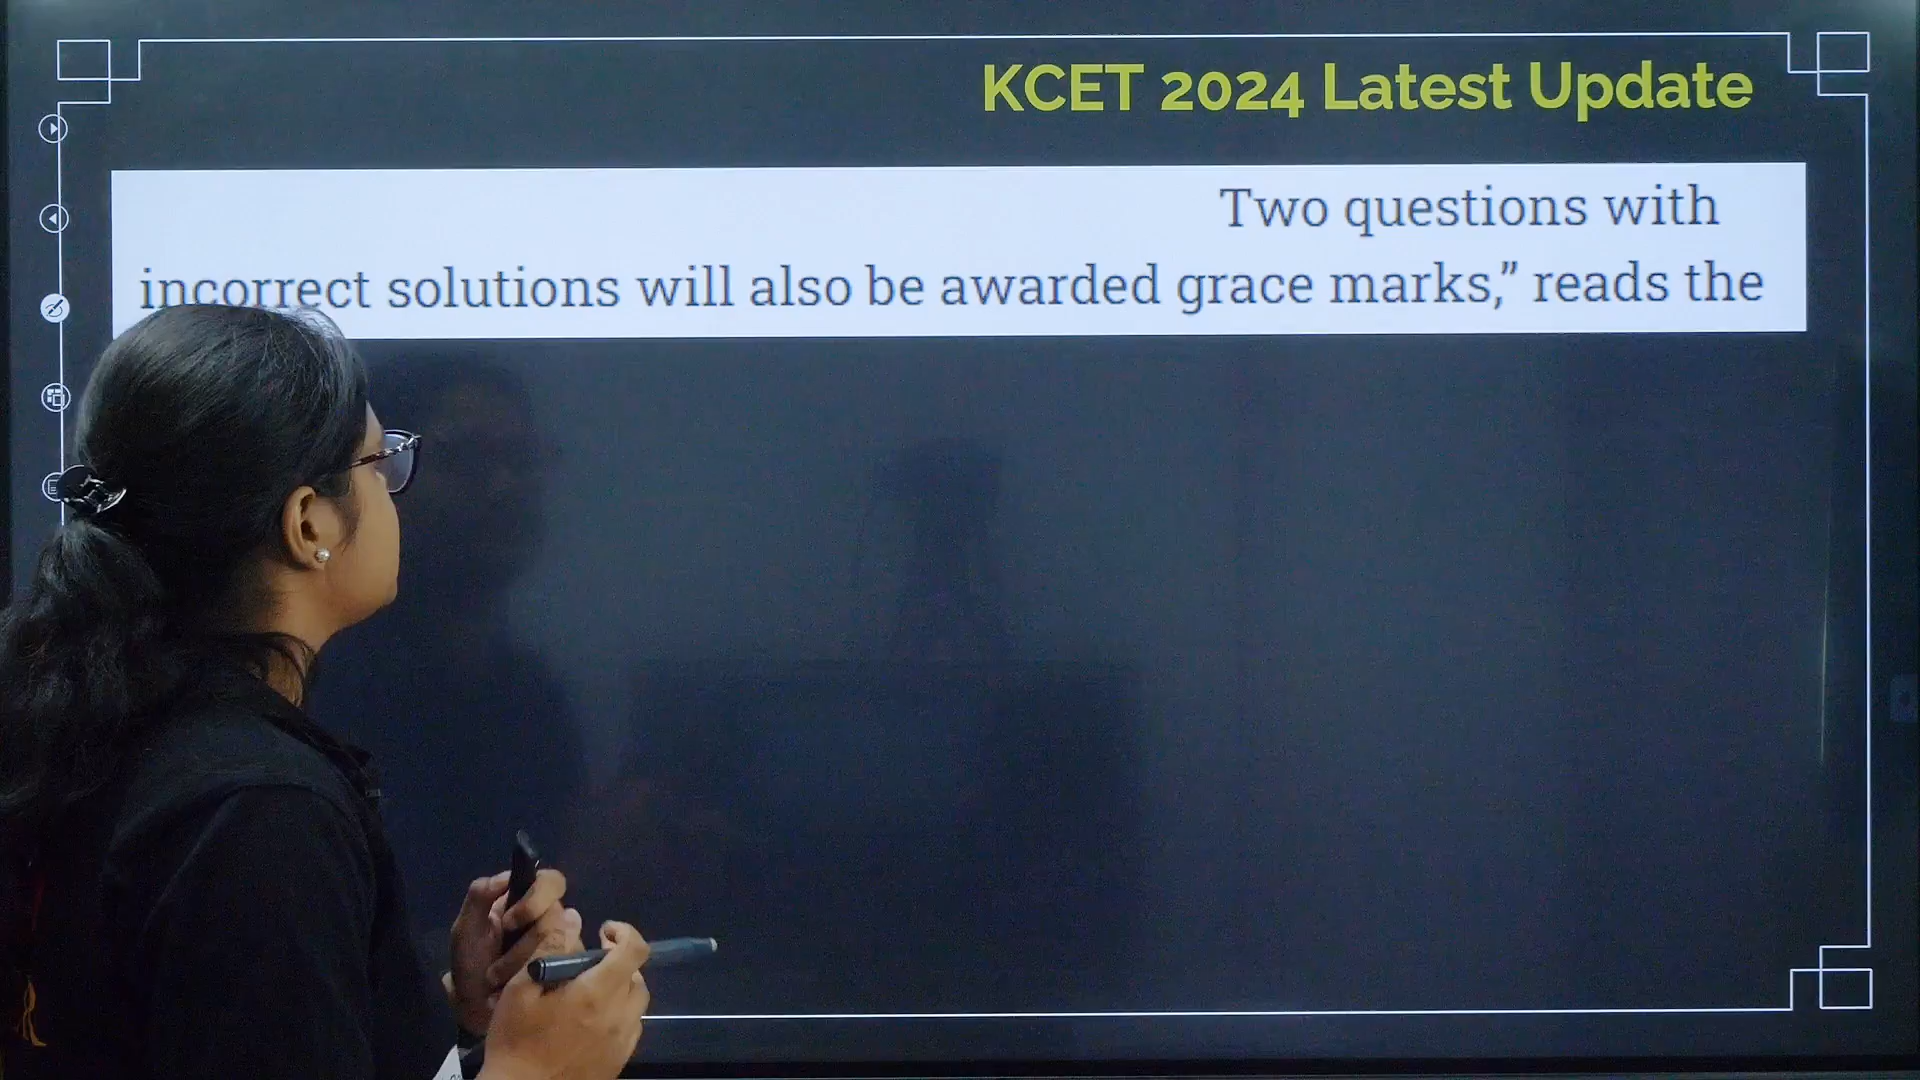 KCET 2024 Latest Update
Two questions with
incorrect solutions will also be awarded grace marks,” reads the